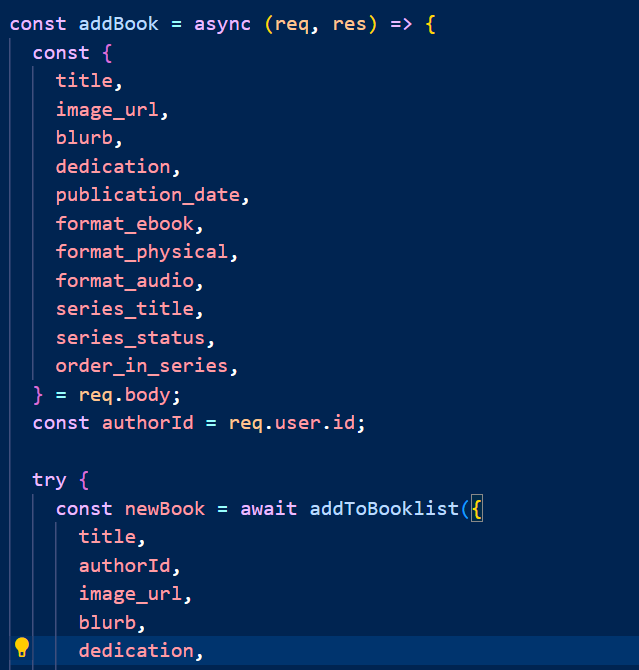 const addBook = async (req, res) => {
const {
title,
image_url,
blurb,
dedication,
publication_date,
format_ebook,
format_physical,
format_audio,
series_title,
series_status,
order_in_series,
} = req.body;
const authorId = req.user.id;
try {
const newBook = await addToBooklist({
title,
authorId,
image_url,
blurb,
dedication,